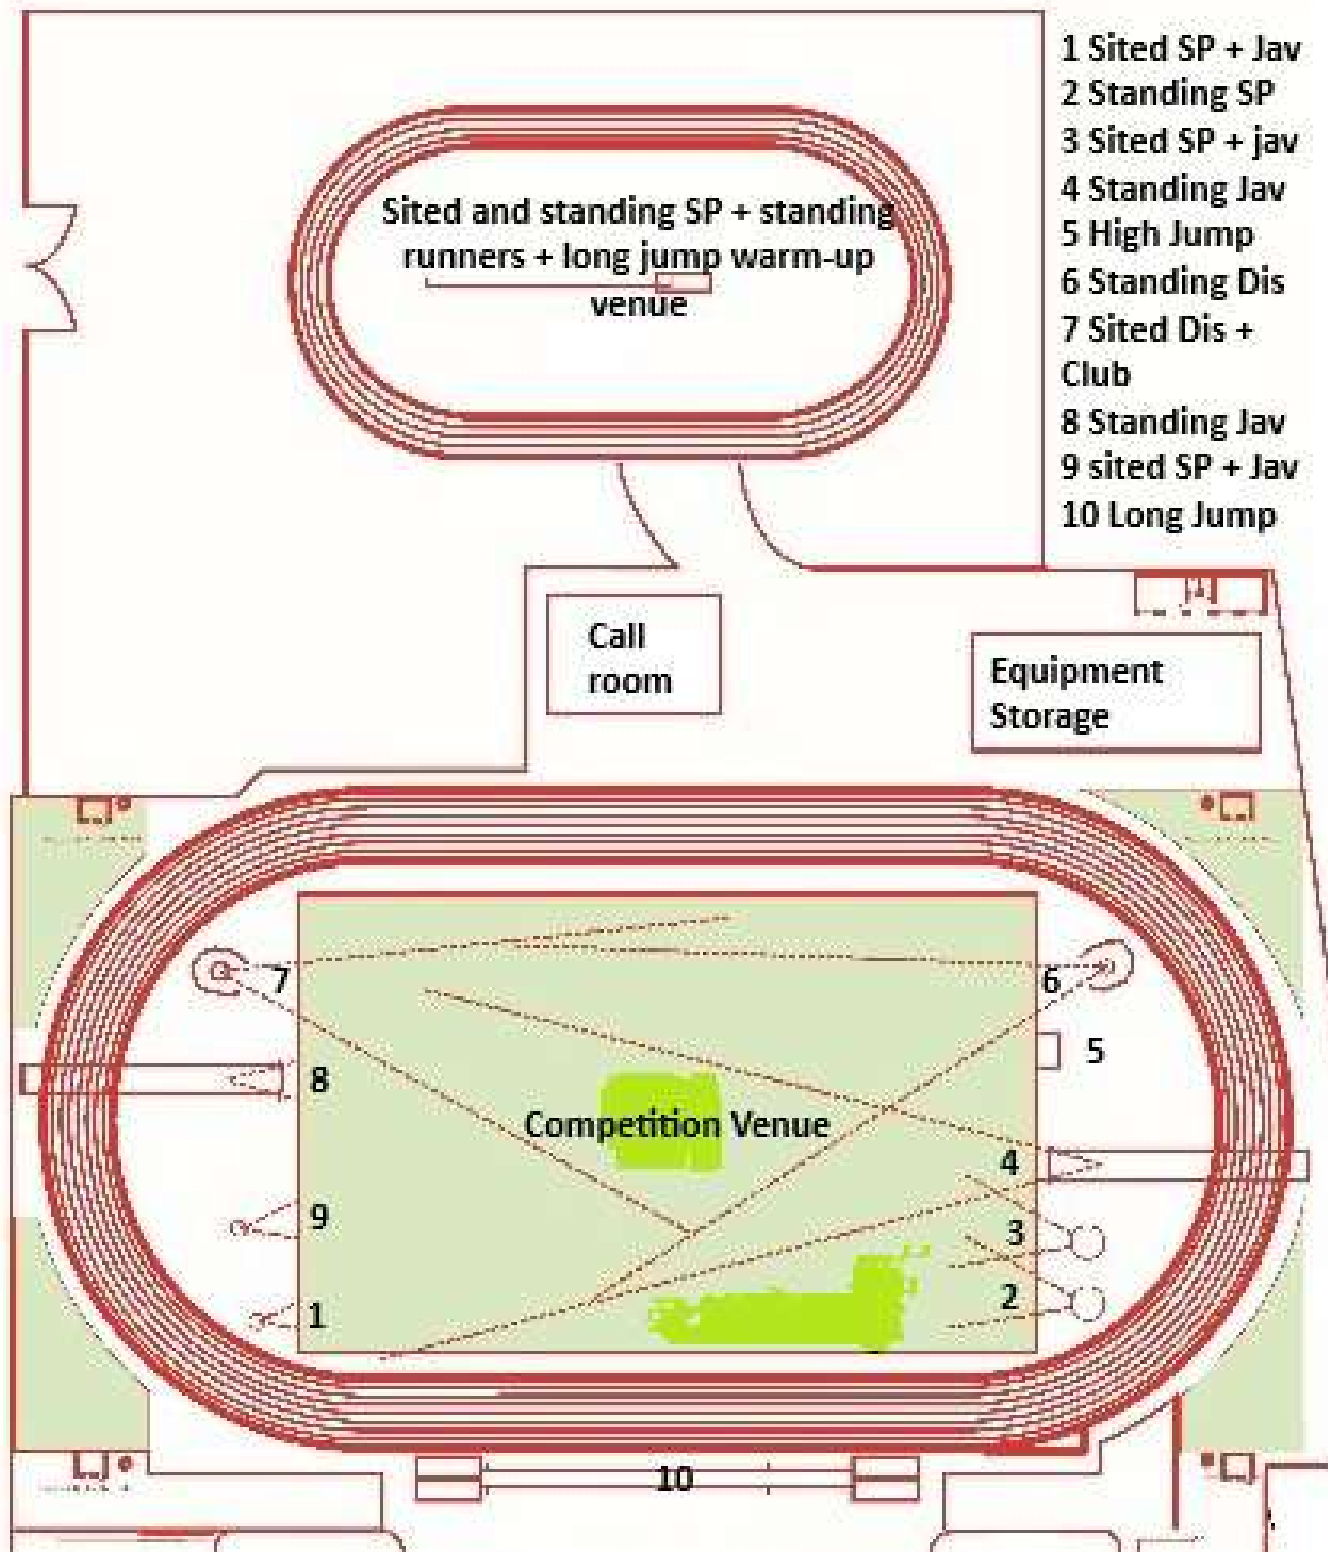 1 Sited SP + Jav
2 Standing SP
3 Sited SP + jav
4 Standing Jav
5 High Jump
6 Standing Dis
7 Sited Dis +
Club
8 Standing Jav
9 sited SP + Jav
10 Long Jump
Sited and standing SP + standing
runners + long jump warm-up
venue
Call
room
Equipment
Storage
7
6
5
8
Competition Venue
4
9
3
2
1
10